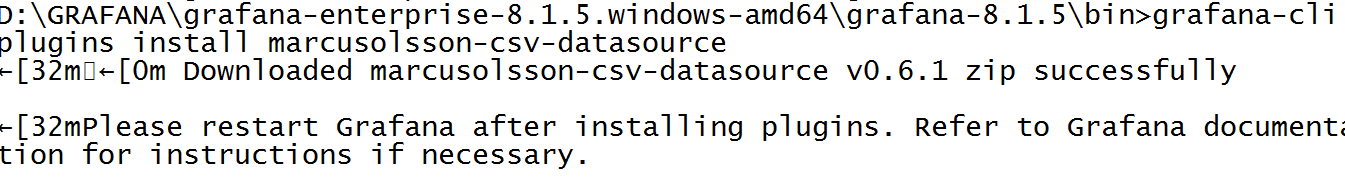 D:\GRAFANA\grafana-enterprise-8.1.5.windows-amd64\grafana-8.1.5\bin>grafana-cli
plugins install marcusolsson-csv-datasource
←[32m▯←[0m Downloaded marcusolsson-csv-datasource v0.6.1 zip successfully
←[32mPlease restart Grafana after installing plugins. Refer to Grafana documenta
tion for instructions if necessary.